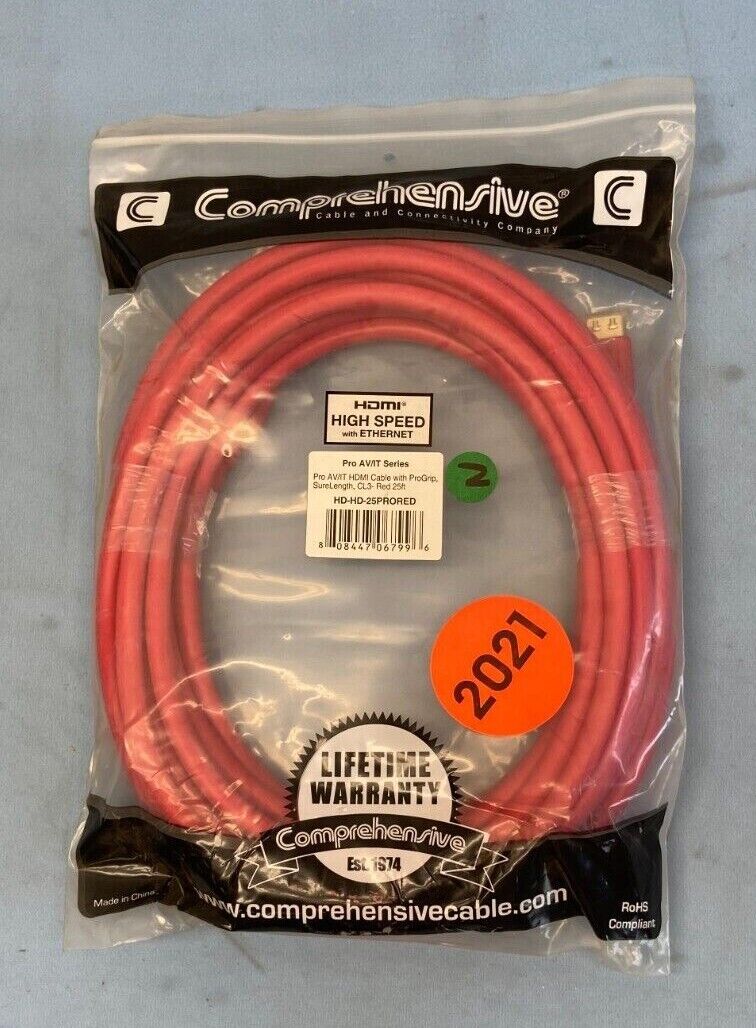 C Comprehensive® C
Cable and Connectivity Company
HDMI®
HIGH SPEED
with ETHERNET
Pro AV/IT Series
Pro AV/IT HDMI Cable with ProGrip,
SureLength, CL3- Red 25ft
HD-HD-25PRORED
8 08447 06799 6
2
2021
LIFETIME
WARRANTY
Comprehensive
Est. 1974
Made in China
www.comprehensivecable.com
RoHS
Compliant